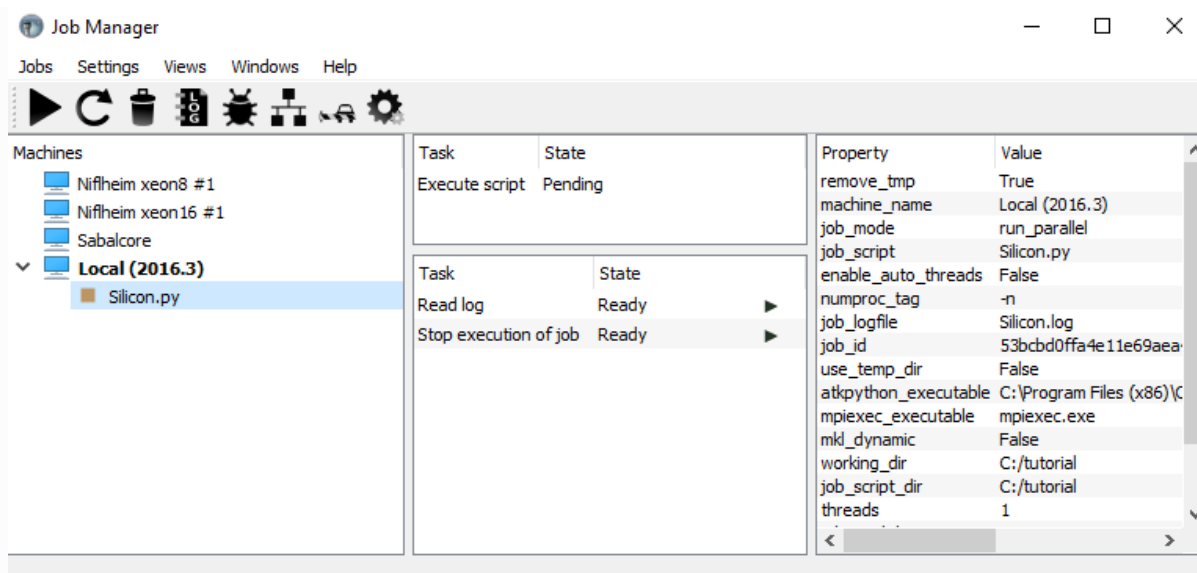 Job Manager
Jobs Settings Views Windows Help
LOG
Machines
Niflheim xeon8 #1
Niflheim xeon16 #1
Sabalcore
Local (2016.3)
Silicon.py
Task State
Execute script Pending
Task State
Read log Ready
Stop execution of job Ready
Property Value
remove_tmp True
machine_name Local (2016.3)
job_mode run_parallel
job_script Silicon.py
enable_auto_threads False
numproc_tag -n
job_logfile Silicon.log
job_id 53bcbd0ffa4e11e69aea
use_temp_dir False
atkpython_executable C:\Program Files (x86)\
mpiexec_executable mpiexec.exe
mkl_dynamic False
working_dir C:/tutorial
job_script_dir C:/tutorial
threads 1